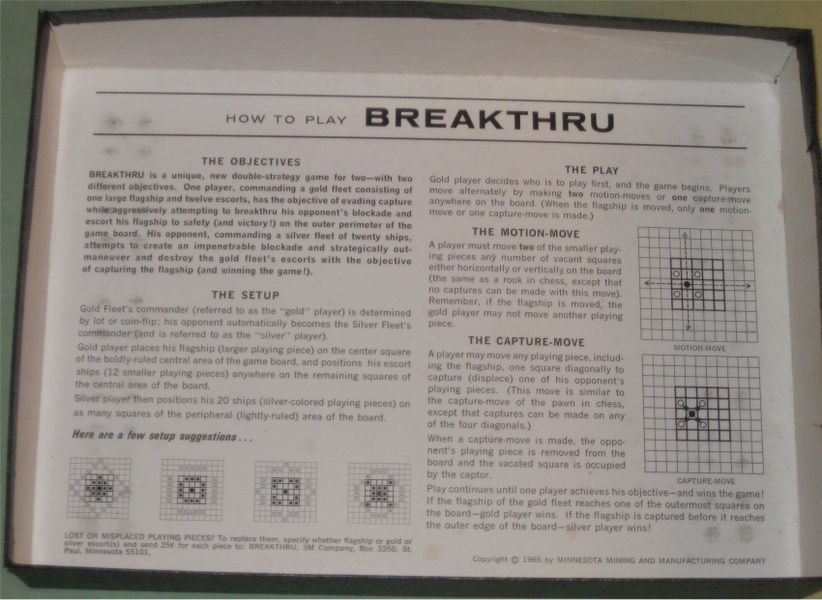 HOW TO PLAY BREAKTHRU
THE OBJECTIVES
BREAKTHRU is a unique, new double-strategy game for two—with two
different objectives. One player, commanding a gold fleet consisting of
one large flagship and twelve escorts, has the objective of evading capture
while aggressively attempting to breakthru his opponent's blockade and
escort his flagship to safety (and victory!) on the outer perimeter of the
game board. His opponent, commanding a silver fleet of twenty ships,
attempts to create an impenetrable blockade and strategically out-
maneuver and destroy the gold fleet's escorts with the objective
of capturing the flagship (and winning the game!).
THE SETUP
Gold Fleet's commander (referred to as the "gold" player) is determined
by lot or coin-flip; his opponent automatically becomes the Silver Fleet's
commander (and is referred to as the "silver" player).
Gold player places his flagship (larger playing piece) on the center square
of the boldly-ruled central area of the game board, and positions his escort
ships (12 smaller playing pieces) anywhere on the remaining squares of
the central area of the board.
Silver player then positions his 20 ships (silver-colored playing pieces) on
as many squares of the peripheral (lightly-ruled) area of the board.
Here are a few setup suggestions...
LOST OR MISPLACED PLAYING PIECES? To replace them, specify whether flagship or gold or
silver escort(s) and send 25¢ for each piece to: BREAKTHRU, 3M Company, Box 3350, St.
Paul, Minnesota 55101.
THE PLAY
Gold player decides who is to play first, and the game begins. Players
move alternately by making two motion-moves or one capture-move
anywhere on the board. (When the flagship is moved, only one motion-
move or one capture-move is made.)
THE MOTION-MOVE
A player must move two of the smaller play-
ing pieces any number of vacant squares
either horizontally or vertically on the board
(the same as a rook in chess, except that
no captures can be made with this move).
Remember, if the flagship is moved, the
gold player may not move another playing
piece.
MOTION-MOVE
THE CAPTURE-MOVE
A player may move any playing piece, includ-
ing the flagship, one square diagonally to
capture (displace) one of his opponent's
playing pieces. (This move is similar to
the capture-move of the pawn in chess,
except that captures can be made on any
of the four diagonals.)
When a capture-move is made, the oppo-
nent's playing piece is removed from the
board and the vacated square is occupied
by the captor.
CAPTURE-MOVE
Play continues until one player achieves his objective—and wins the game!
If the flagship of the gold fleet reaches one of the outermost squares on
the board—gold player wins. If the flagship is captured before it reaches
the outer edge of the board—silver player wins!
Copyright © 1965 by MINNESOTA MINING AND MANUFACTURING COMPANY